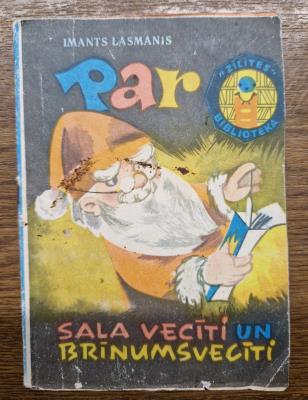 IMANTS LASMANIS
Par
"ZĪLĪTES"
BIBLIOTĒKA
SALA VECĪTI UN
BRĪNUMSVECĪTI